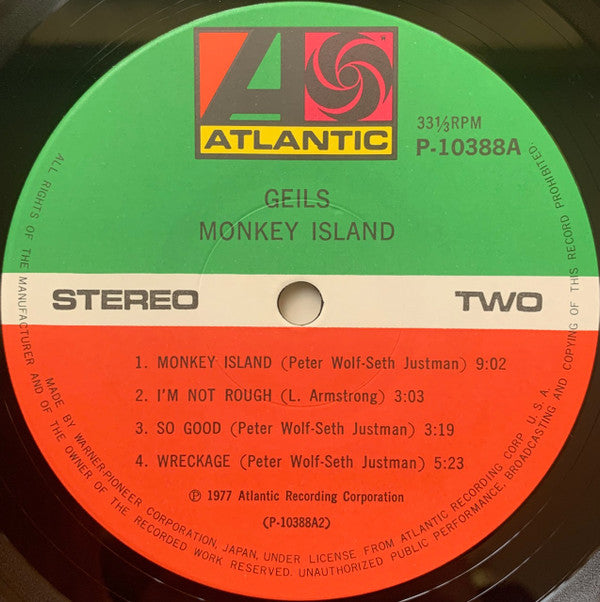 ATLANTIC
33⅓RPM
P-10388A
GEILS
MONKEY ISLAND
STEREO TWO
1. MONKEY ISLAND (Peter Wolf-Seth Justman) 9:02
2. I'M NOT ROUGH (L. Armstrong) 3:03
3. SO GOOD (Peter Wolf-Seth Justman) 3:19
4. WRECKAGE (Peter Wolf-Seth Justman) 5:23
℗ 1977 Atlantic Recording Corporation
(P-10388A2)
MADE BY WARNER-PIONEER CORPORATION, JAPAN, UNDER LICENSE FROM ATLANTIC RECORDING CORP. U.S.A.
ALL RIGHTS OF THE MANUFACTURER AND OF THE OWNER OF THE RECORDED WORK RESERVED. UNAUTHORIZED PUBLIC PERFORMANCE, BROADCASTING AND COPYING OF THIS RECORD PROHIBITED.